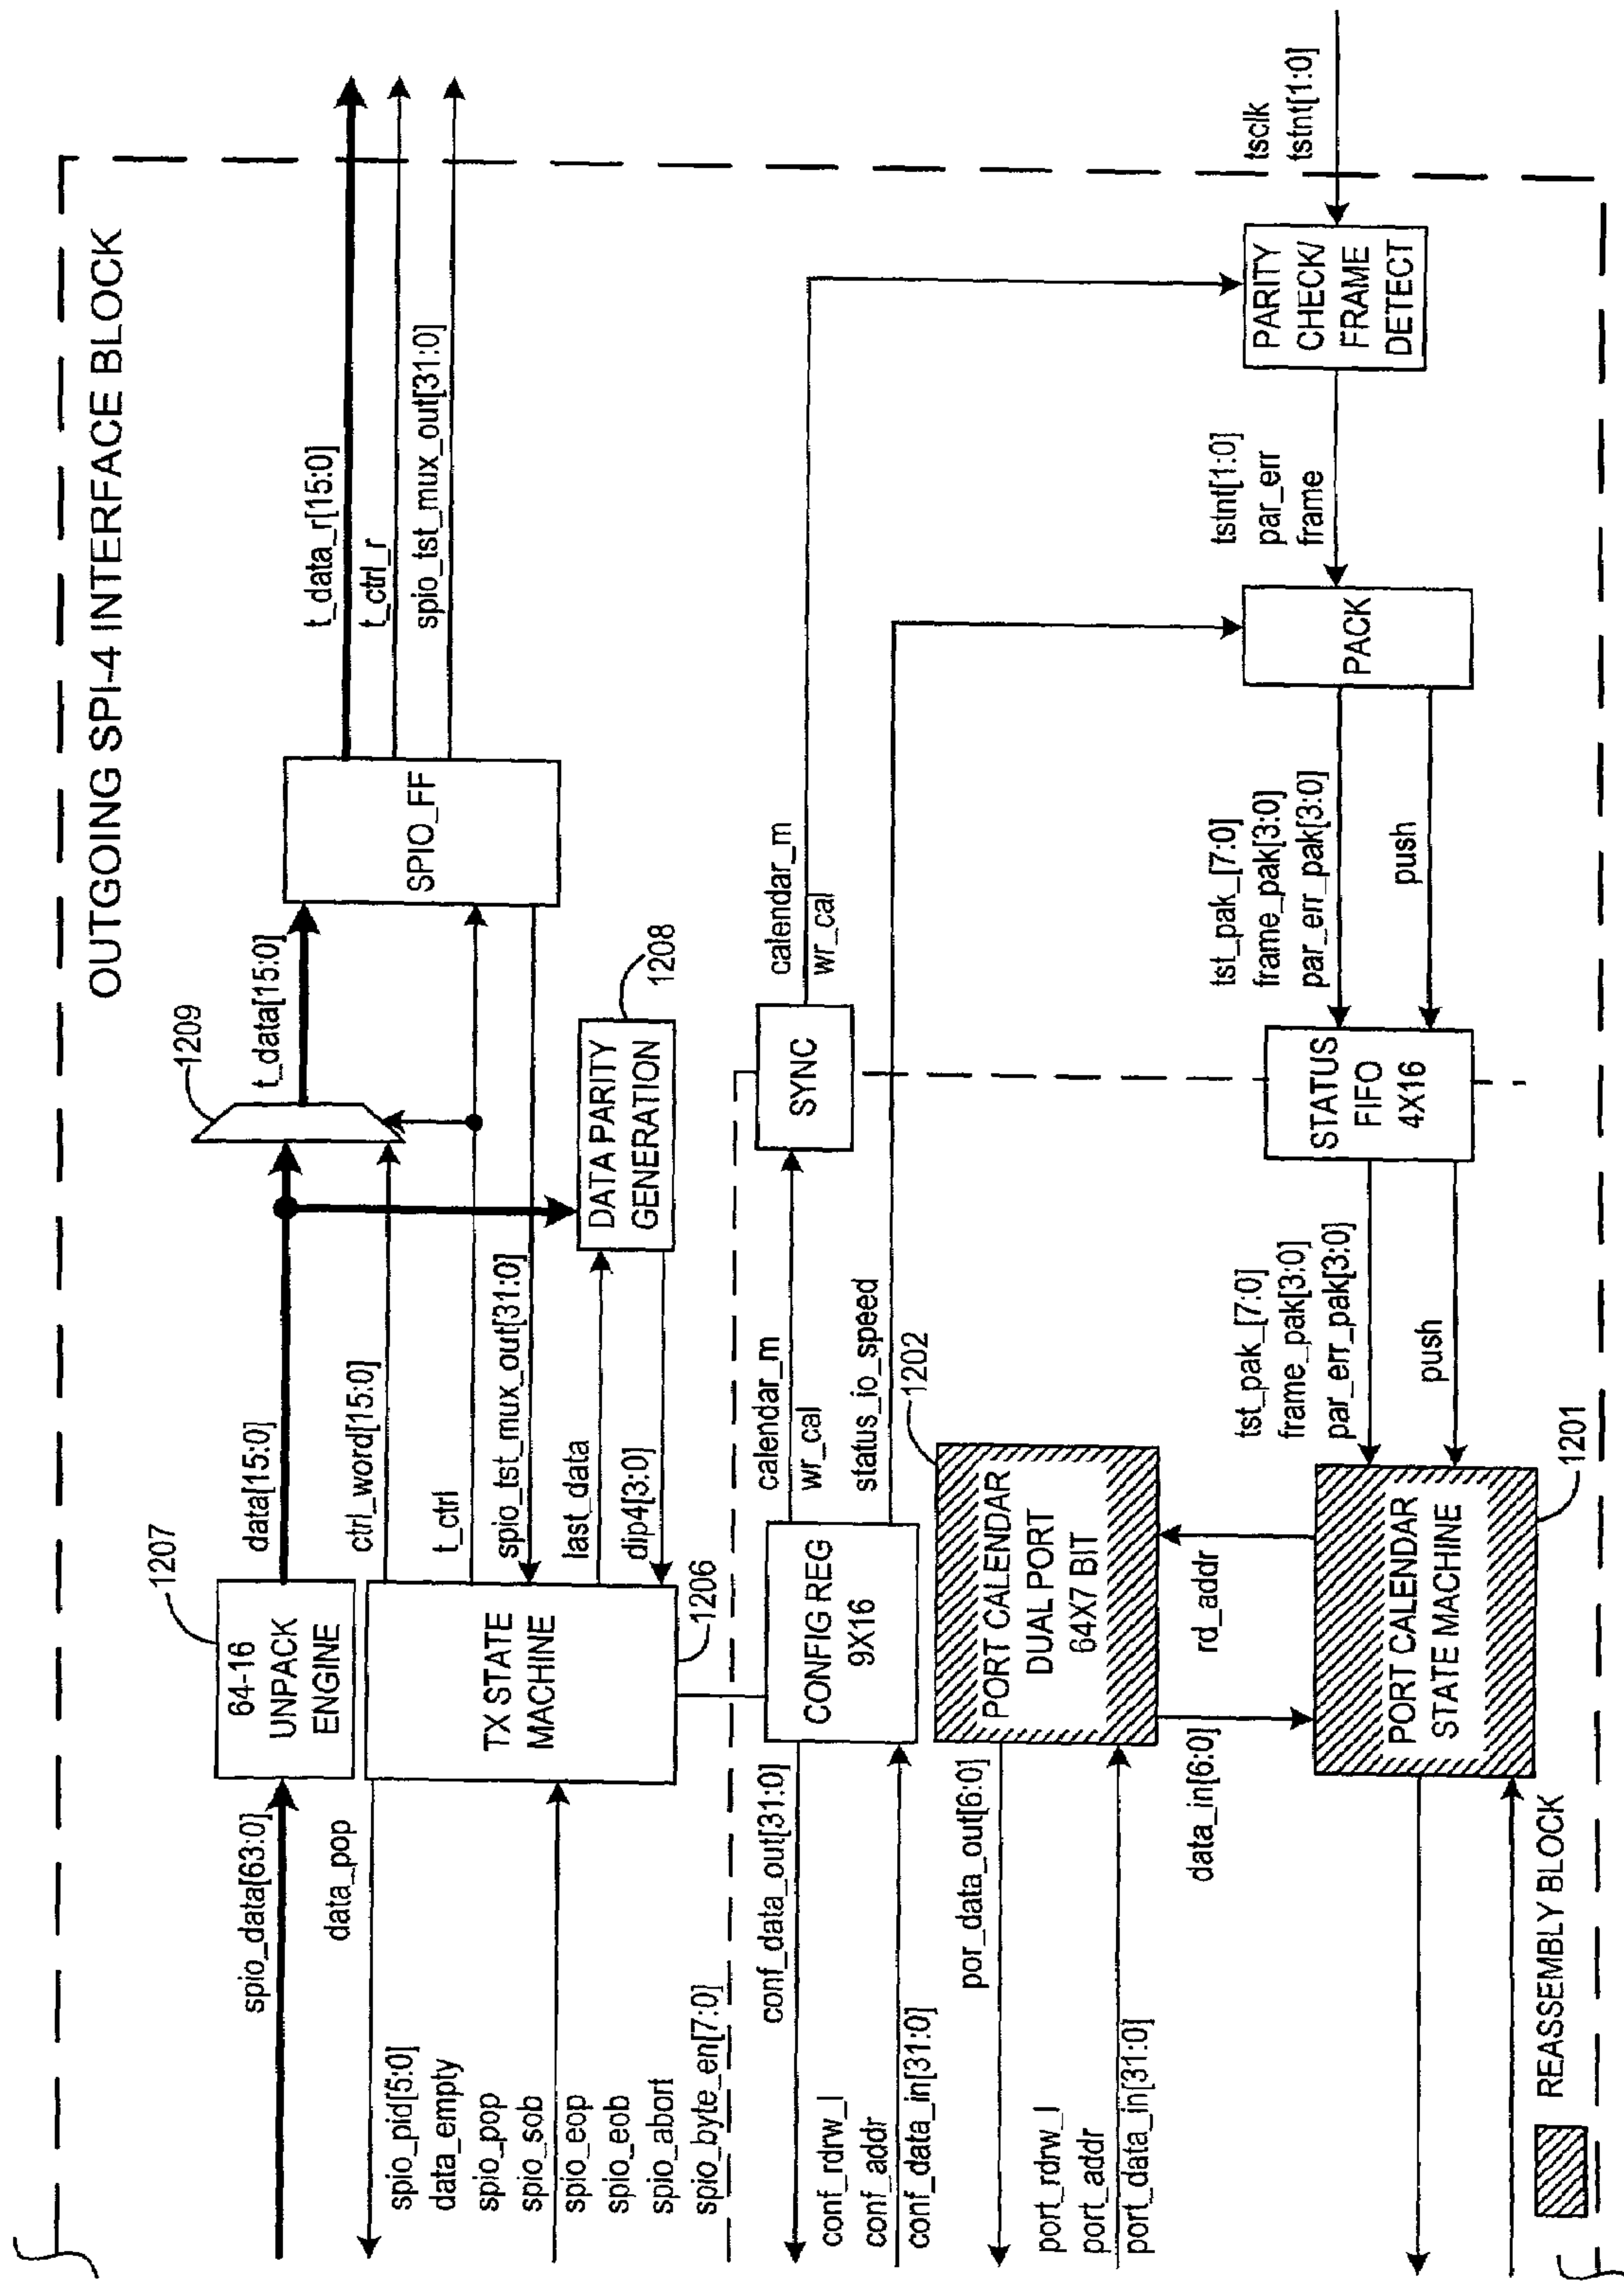 OUTGOING SPI-4 INTERFACE BLOCK
spio_data[63:0]
1207
64-16
UNPACK
ENGINE
data[15:0]
1209
t_data[15:0]
t_data_r[15:0]
t_ctrl_r
spio_tst_mux_out[31:0]
SPIO_FF
data_pop
ctrl_word[15:0]
t_ctrl
spio_tst_mux_out[31:0]
last_data
dip4[3:0]
TX STATE
MACHINE
1206
DATA PARITY
GENERATION
1208
spio_pid[5:0]
data_empty
spio_pop
spio_sob
spio_eop
spio_eob
spio_abort
spio_byte_en[7:0]
conf_data_out[31:0]
conf_rdrw_l
conf_addr
conf_data_in[31:0]
CONFIG REG
9X16
calendar_m
wr_cal
status_io_speed
SYNC
calendar_m
wr_cal
1202
PORT CALENDAR
DUAL PORT
64X7 BIT
por_data_out[6:0]
port_rdrw_l
port_addr
port_data_in[31:0]
data_in[6:0]
rd_addr
PORT CALENDAR
STATE MACHINE
1201
tst_pak_[7:0]
frame_pak[3:0]
par_err_pak[3:0]
push
STATUS
FIFO
4X16
tst_pak_[7:0]
frame_pak[3:0]
par_err_pak[3:0]
push
PACK
tstnt[1:0]
par_err
frame
PARITY
CHECK/
FRAME
DETECT
tsclk
tstnt[1:0]
REASSEMBLY BLOCK